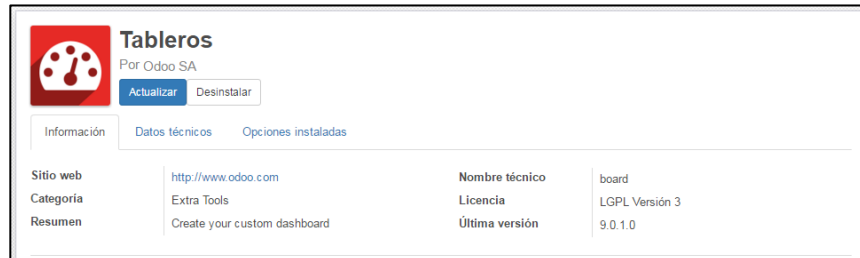 Tableros
Por Odoo SA
Actualizar Desinstalar
Información Datos técnicos Opciones instaladas
Sitio web http://www.odoo.com Nombre técnico board
Categoría Extra Tools Licencia LGPL Versión 3
Resumen Create your custom dashboard Última versión 9.0.1.0